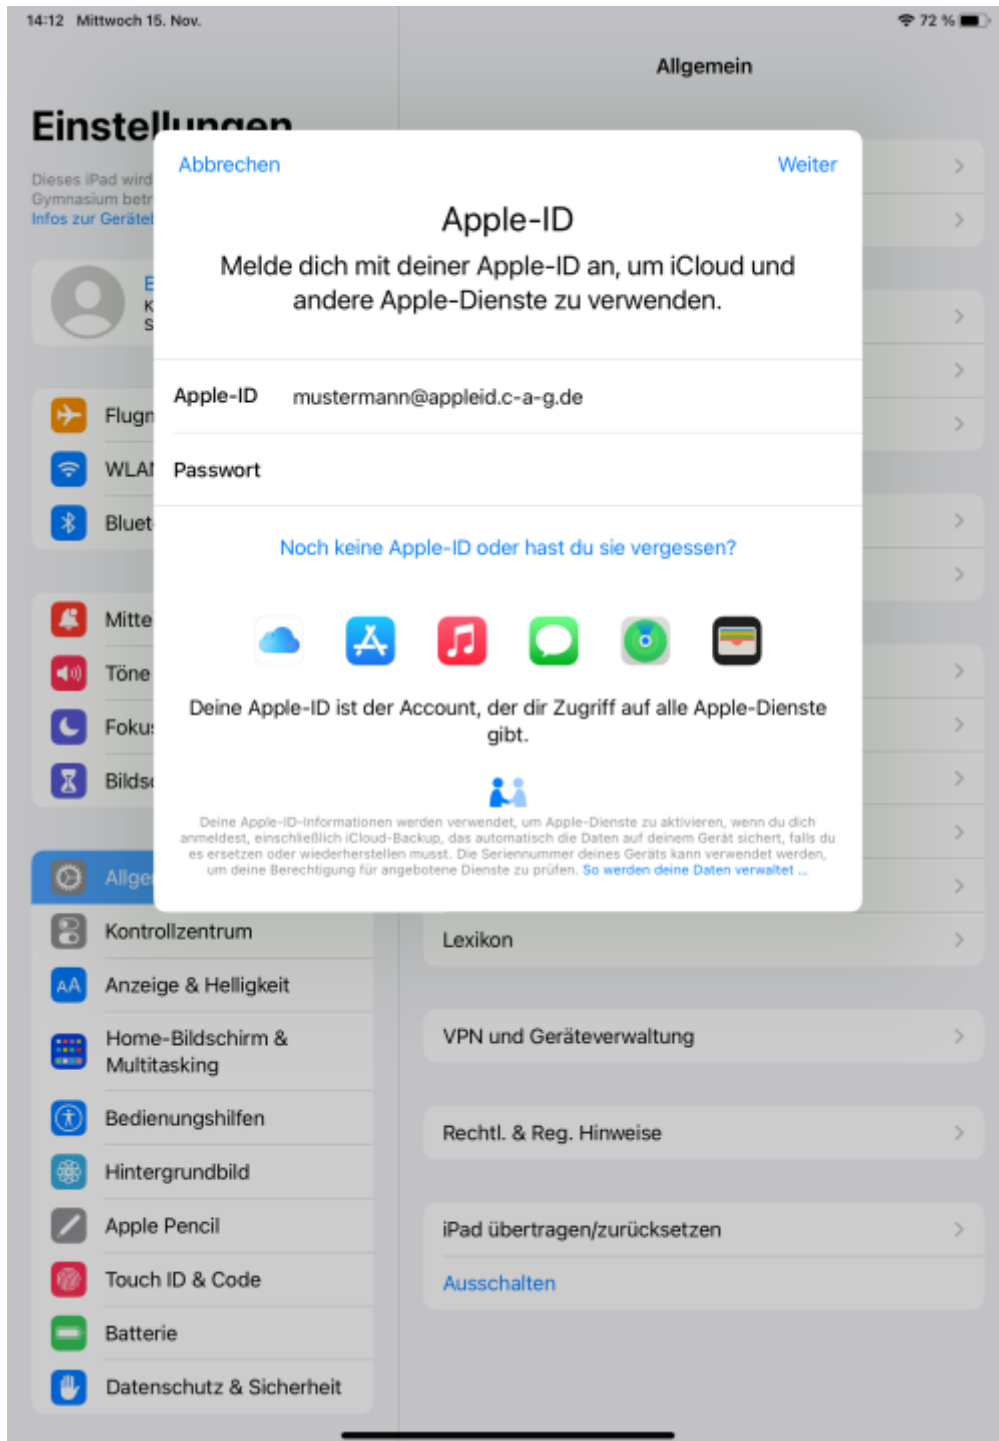 14:12 Mittwoch 15. Nov.
72 %
Allgemein
Einstellungen
Dieses iPad wird
Gymnasium betr
Infos zur Geräte
E
K
S
Flugm
WLAN
Bluet
Mitte
Töne
Fokus
Bilds
Allge
Kontrollzentrum
AA
Anzeige & Helligkeit
Home-Bildschirm &
Multitasking
Bedienungshilfen
Hintergrundbild
Apple Pencil
Touch ID & Code
Batterie
Datenschutz & Sicherheit
Abbrechen
Weiter
Apple-ID
Melde dich mit deiner Apple-ID an, um iCloud und
andere Apple-Dienste zu verwenden.
Apple-ID mustermann@appleid.c-a-g.de
Passwort
Noch keine Apple-ID oder hast du sie vergessen?
Deine Apple-ID ist der Account, der dir Zugriff auf alle Apple-Dienste
gibt.
Deine Apple-ID-Informationen werden verwendet, um Apple-Dienste zu aktivieren, wenn du dich
anmeldest, einschließlich iCloud-Backup, das automatisch die Daten auf deinem Gerät sichert, falls du
es ersetzen oder wiederherstellen musst. Die Seriennummer deines Geräts kann verwendet werden,
um deine Berechtigung für angebotene Dienste zu prüfen. So werden deine Daten verwaltet ...
Lexikon
VPN und Geräteverwaltung
Rechtl. & Reg. Hinweise
iPad übertragen/zurücksetzen
Ausschalten